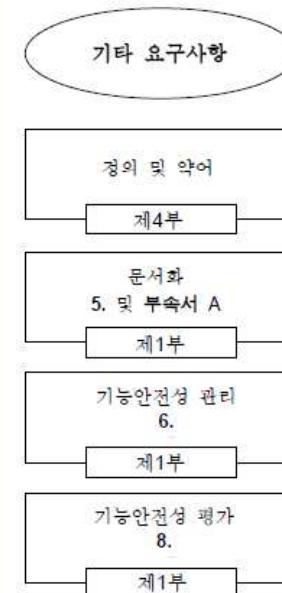 기타 요구사항
정의 및 약어
제4부
문서화
5. 및 부속서 A
제1부
기능안전성 관리
6.
제1부
기능안전성 평가
8.
제1부